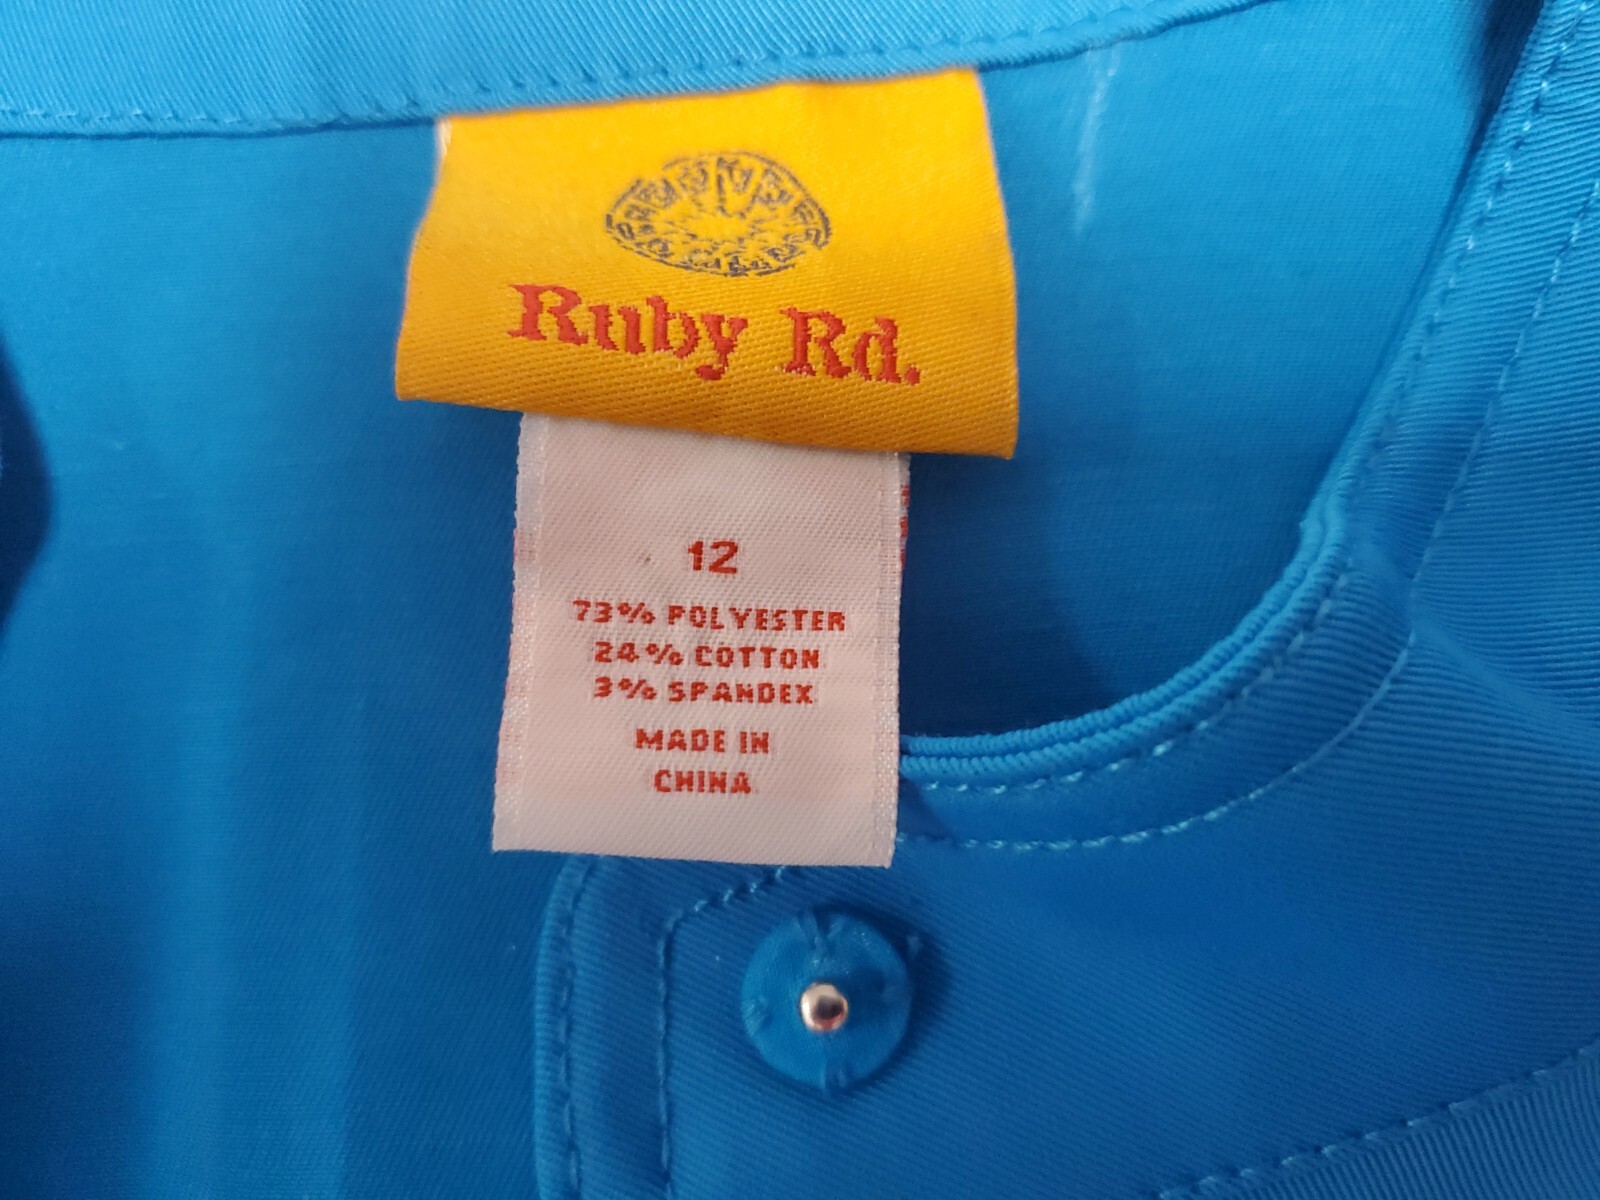 Ruby Rd.
12
73% POLYESTER
24% COTTON
3% SPANDEX
MADE IN
CHINA